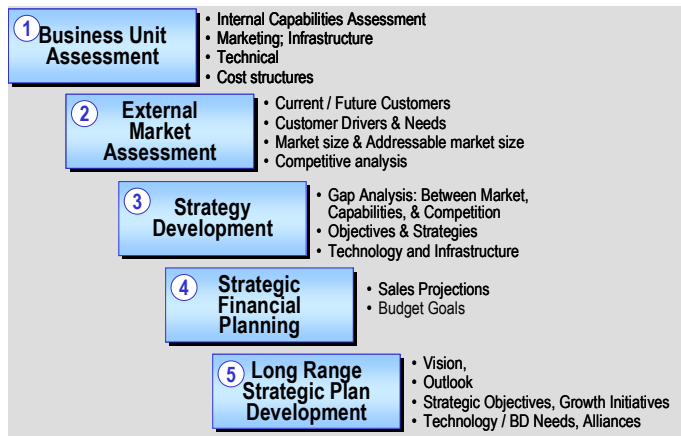 1
Business Unit
Assessment
• Internal Capabilities Assessment
• Marketing; Infrastructure
• Technical
• Cost structures
2
External
Market
Assessment
• Current / Future Customers
• Customer Drivers & Needs
• Market size & Addressable market size
• Competitive analysis
3
Strategy
Development
• Gap Analysis: Between Market,
Capabilities, & Competition
• Objectives & Strategies
• Technology and Infrastructure
4
Strategic
Financial
Planning
• Sales Projections
• Budget Goals
5
Long Range
Strategic Plan
Development
• Vision,
• Outlook
• Strategic Objectives, Growth Initiatives
• Technology / BD Needs, Alliances